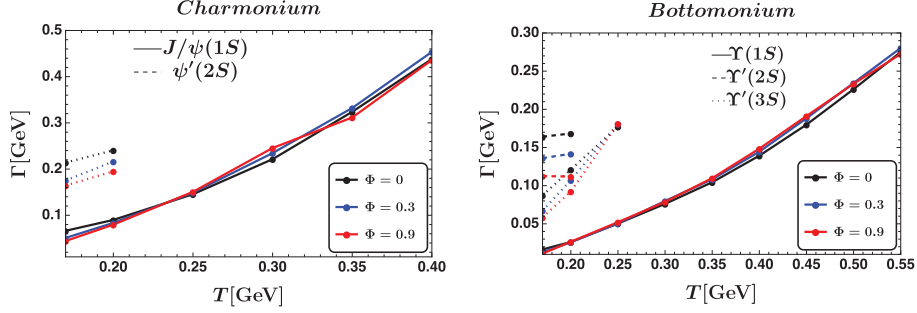 Charmonium
Γ[GeV]
0.5
0.4
0.3
0.2
0.1
J/ψ(1S)
ψ′(2S)
Φ = 0
Φ = 0.3
Φ = 0.9
0.20 0.25 0.30 0.35 0.40
T[GeV]
Bottomonium
Γ[GeV]
0.30
0.25
0.20
0.15
0.10
0.05
ϒ(1S)
ϒ′(2S)
ϒ′(3S)
Φ = 0
Φ = 0.3
Φ = 0.9
0.20 0.25 0.30 0.35 0.40 0.45 0.50 0.55
T[GeV]